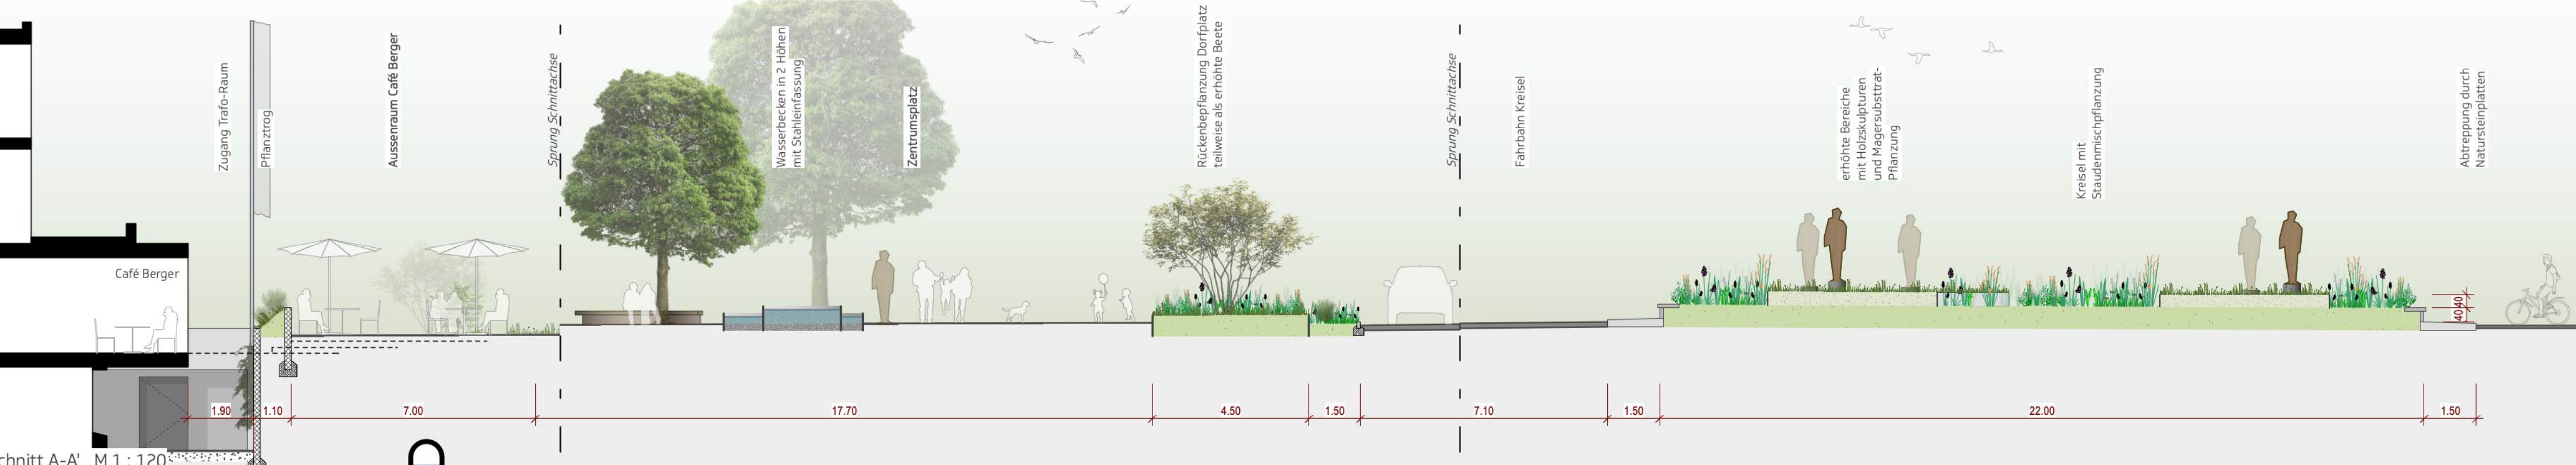 Zugang Trafo-Raum
Pflanztrog
Aussenraum Café Berger
Sprung Schnittachse
Wasserbecken in 2 Höhen
mit Stahleinfassung
Zentrumsplatz
Rückenbepflanzung Dorfplatz
teilweise als erhöhte Beete
Sprung Schnittachse
Fahrbahn Kreisel
erhöhte Bereiche
mit Holzskulpturen
und Magersubsttrat-
Pflanzung
Kreisel mit
Staudenmischpflanzung
Abtreppung durch
Natursteinplatten
Café Berger
40
40
1.90
1.10
7.00
17.70
4.50
1.50
7.10
1.50
22.00
1.50
chnitt A-A' M 1 : 120